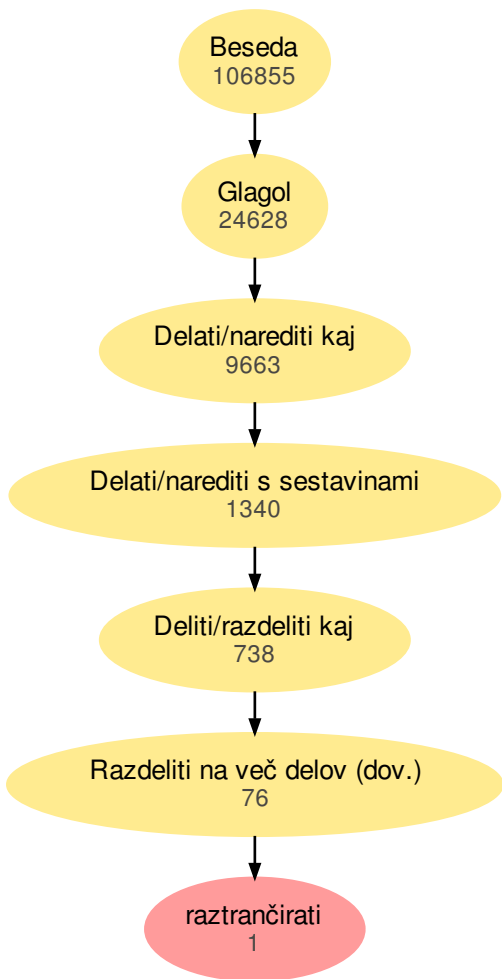 Beseda
106855
Glagol
24628
Delati/narediti kaj
9663
Delati/narediti s sestavinami
1340
Deliti/razdeliti kaj
738
Razdeliti na več delov (dov.)
76
raztrančirati
1